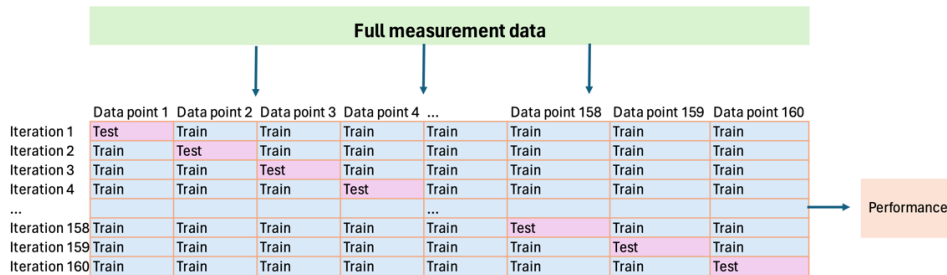 Full measurement data
Data point 1 Data point 2 Data point 3 Data point 4 ... Data point 158 Data point 159 Data point 160
Iteration 1 Test Train Train Train Train Train Train Train
Iteration 2 Train Test Train Train Train Train Train Train
Iteration 3 Train Train Test Train Train Train Train Train
Iteration 4 Train Train Train Test Train Train Train Train
... ...
Iteration 158 Train Train Train Train Train Test Train Train
Iteration 159 Train Train Train Train Train Train Test Train
Iteration 160 Train Train Train Train Train Train Train Test
Performance